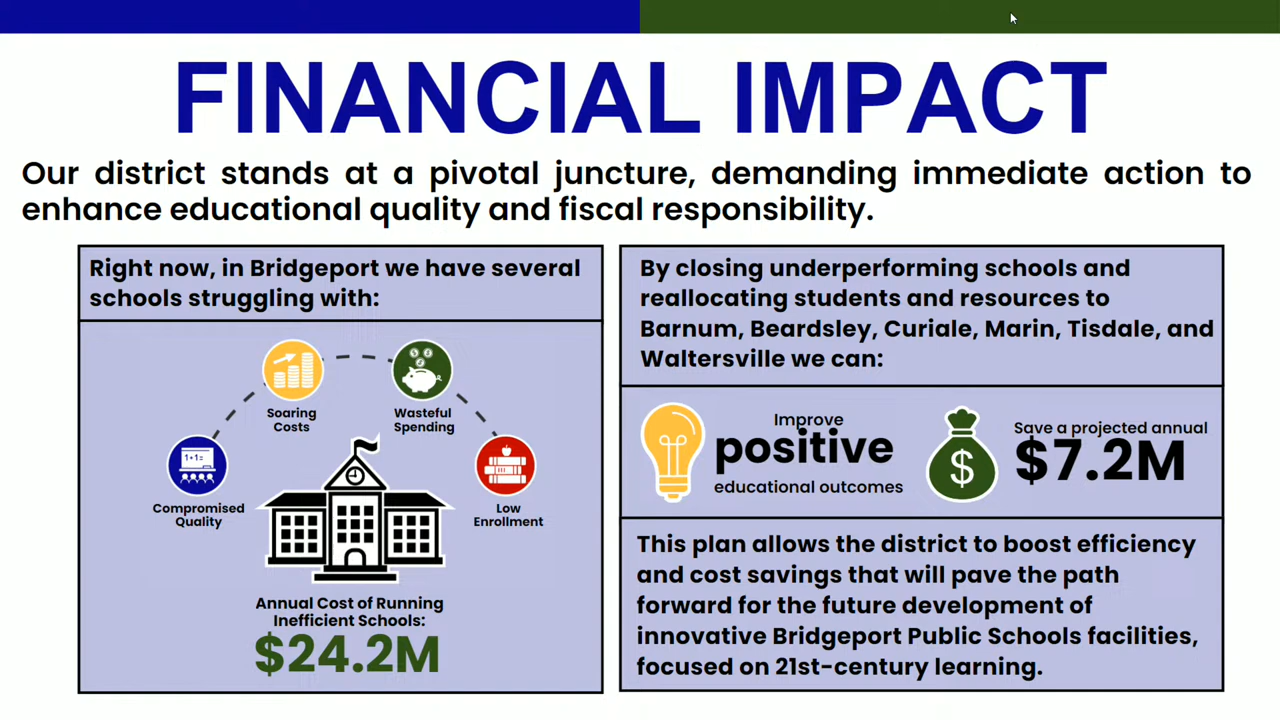 FINANCIAL IMPACT
Our district stands at a pivotal juncture, demanding immediate action to
enhance educational quality and fiscal responsibility.
Right now, in Bridgeport we have several
schools struggling with:
Soaring
Costs
Wasteful
Spending
1+1=
Compromised
Quality
Low
Enrollment
Annual Cost of Running
Inefficient Schools:
$24.2M
By closing underperforming schools and
reallocating students and resources to
Barnum, Beardsley, Curiale, Marin, Tisdale, and
Waltersville we can:
Improve
positive
educational outcomes
$
Save a projected annual
$7.2M
This plan allows the district to boost efficiency
and cost savings that will pave the path
forward for the future development of
innovative Bridgeport Public Schools facilities,
focused on 21st-century learning.